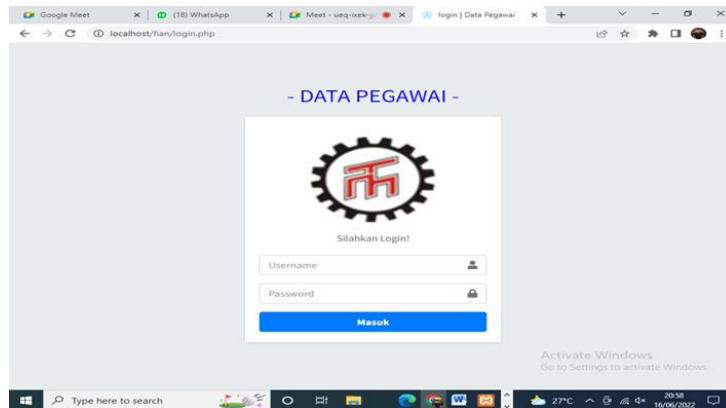 Google Meet
(18) WhatsApp
Meet - ueq-ixek-
login | Data Pegawai
localhost/fian/login.php
- DATA PEGAWAI -
Silahkan Login!
Username
Password
Masuk
Activate Windows
Go to Settings to activate Windows.
Type here to search
27°C
20:58
16/06/2022